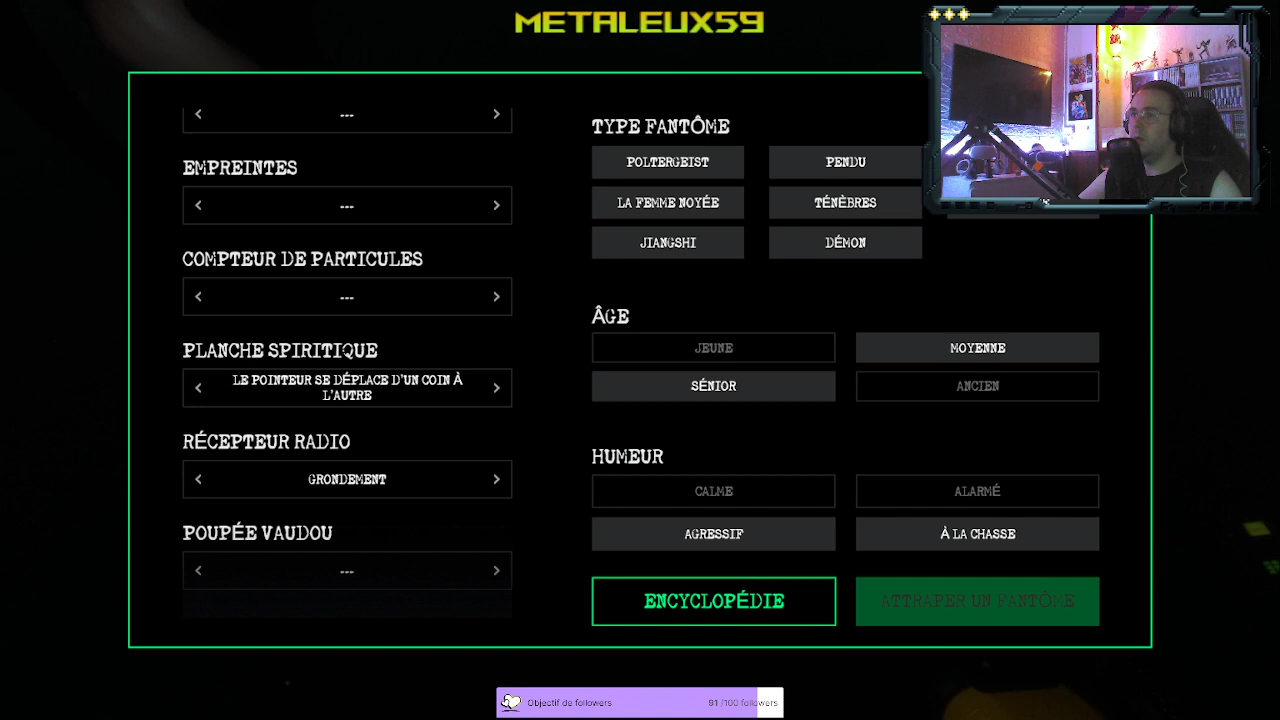 METALEUX59
---
EMPREINTES
---
COMPTEUR DE PARTICULES
---
PLANCHE SPIRITIQUE
LE POINTEUR SE DÉPLACE D'UN COIN À
L'AUTRE
RÉCEPTEUR RADIO
GRONDEMENT
POUPÉE VAUDOU
---
TYPE FANTÔME
POLTERGEIST
PENDU
LA FEMME NOYÉE
TÉNÈBRES
JIANGSHI
DÉMON
ÂGE
JEUNE
MOYENNE
SÉNIOR
ANCIEN
HUMEUR
CALME
ALARMÉ
AGRESSIF
À LA CHASSE
ENCYCLOPÉDIE
ATTRAPER UN FANTÔME
Objectif de followers
91 /100 followers